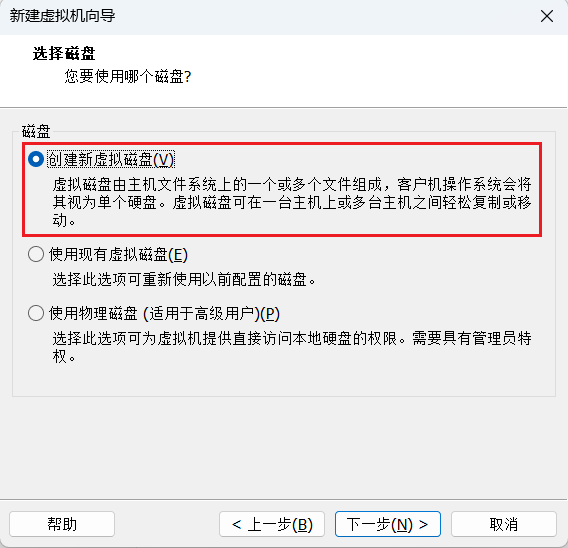 新建虚拟机向导
选择磁盘
您要使用哪个磁盘?
磁盘
创建新虚拟磁盘(V)
虚拟磁盘由主机文件系统上的一个或多个文件组成，客户机操作系统会将
其视为单个硬盘。虚拟磁盘可在一台主机上或多台主机之间轻松复制或移
动。
使用现有虚拟磁盘(E)
选择此选项可重新使用以前配置的磁盘。
使用物理磁盘 (适用于高级用户)(P)
选择此选项可为虚拟机提供直接访问本地硬盘的权限。需要具有管理员特
权。
帮助
< 上一步(B)
下一步(N) >
取消